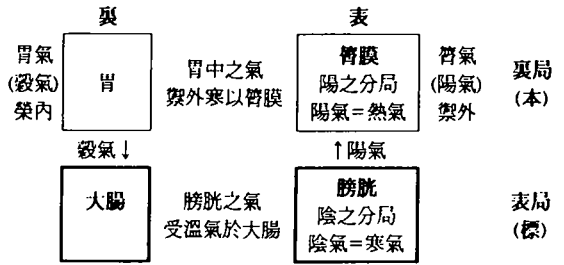 裏 表
胃氣
(穀氣)
榮內
胃
胃中之氣
禦外寒以膂膜
膂膜
陽之分局
陽氣=熱氣
膂氣
(陽氣)
禦外
裏局
(本)
穀氣↓ ↑陽氣
大腸
膀胱之氣
受溫氣於大腸
膀胱
陰之分局
陰氣=寒氣
表局
(標)